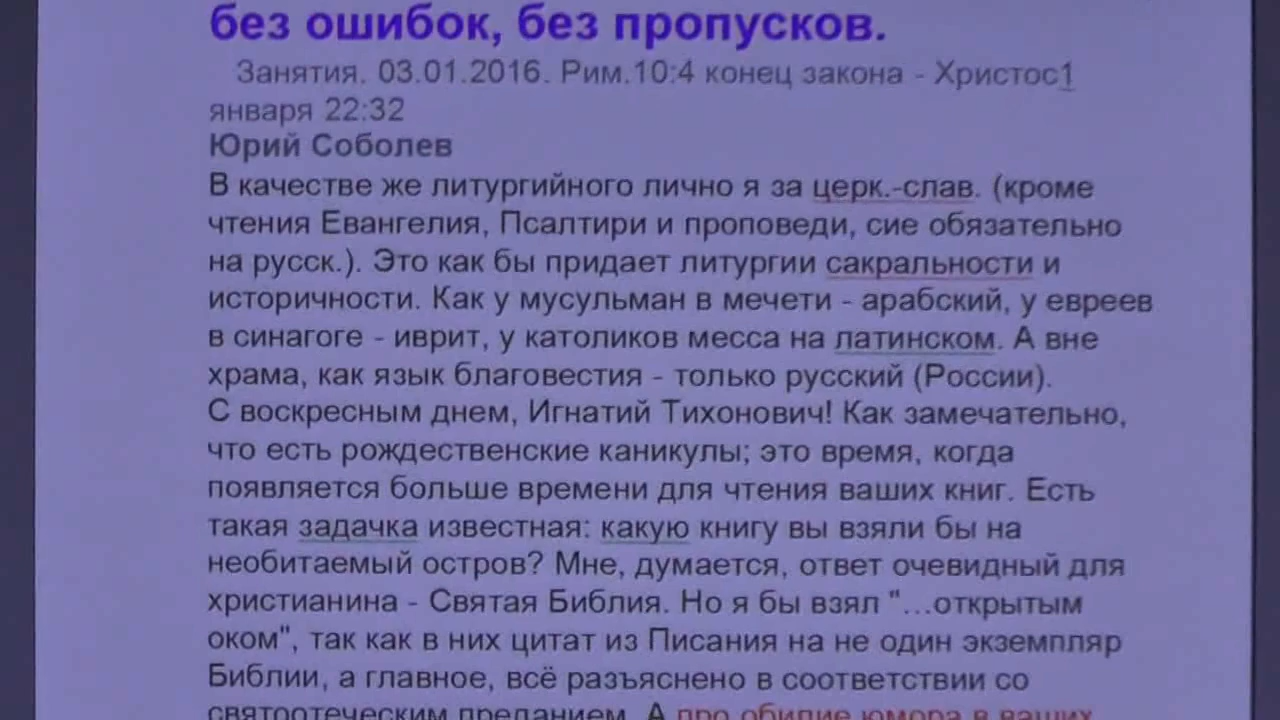 без ошибок, без пропусков.
Занятия. 03.01.2016. Рим.10:4 конец закона - Христос1
января 22:32
Юрий Соболев
В качестве же литургийного лично я за церк.-слав. (кроме
чтения Евангелия, Псалтири и проповеди, сие обязательно
на русск.). Это как бы придает литургии сакральности и
историчности. Как у мусульман в мечети - арабский, у евреев
в синагоге - иврит, у католиков месса на латинском. А вне
храма, как язык благовестия - только русский (России).
С воскресным днем, Игнатий Тихонович! Как замечательно,
что есть рождественские каникулы; это время, когда
появляется больше времени для чтения ваших книг. Есть
такая задачка известная: какую книгу вы взяли бы на
необитаемый остров? Мне, думается, ответ очевидный для
христианина - Святая Библия. Но я бы взял "...открытым
оком", так как в них цитат из Писания на не один экземпляр
Библии, а главное, всё разъяснено в соответствии со
святоотеческим преданием. А про обилие юмора в ваших